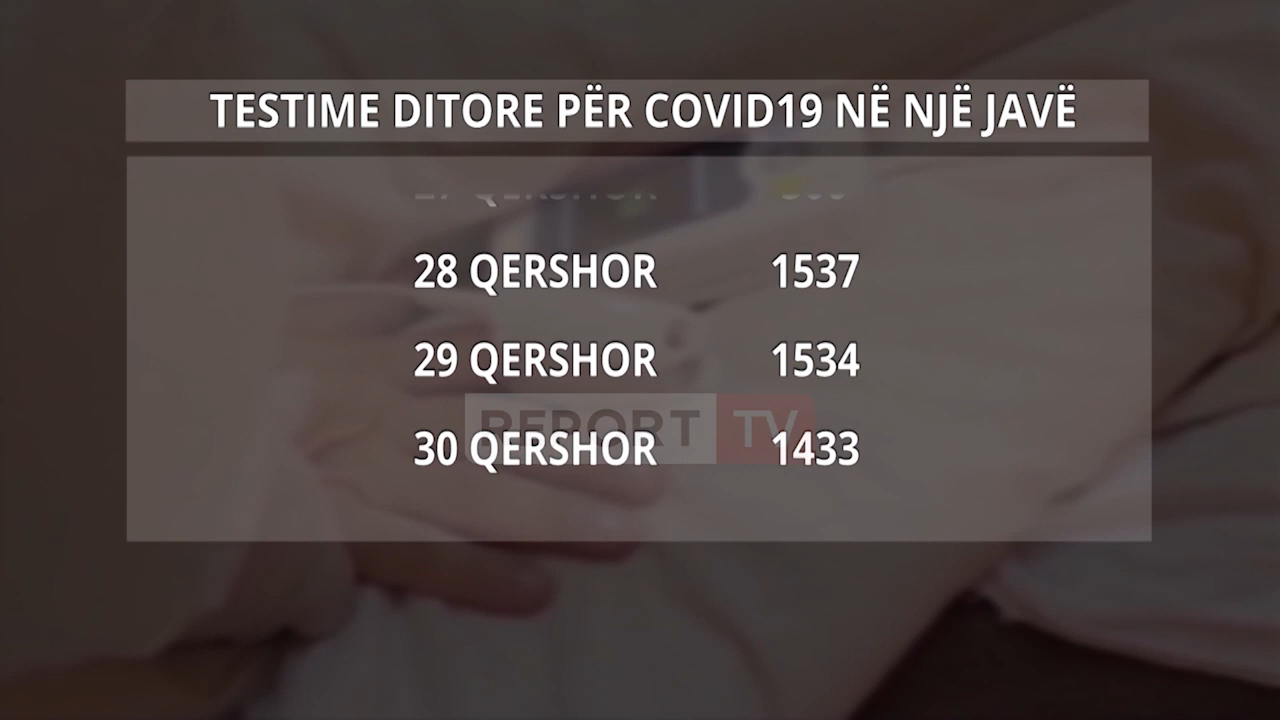 TESTIME DITORE PËR COVID19 NË NJË JAVË
28 QERSHOR 1537
29 QERSHOR 1534
REPORT TV
30 QERSHOR 1433